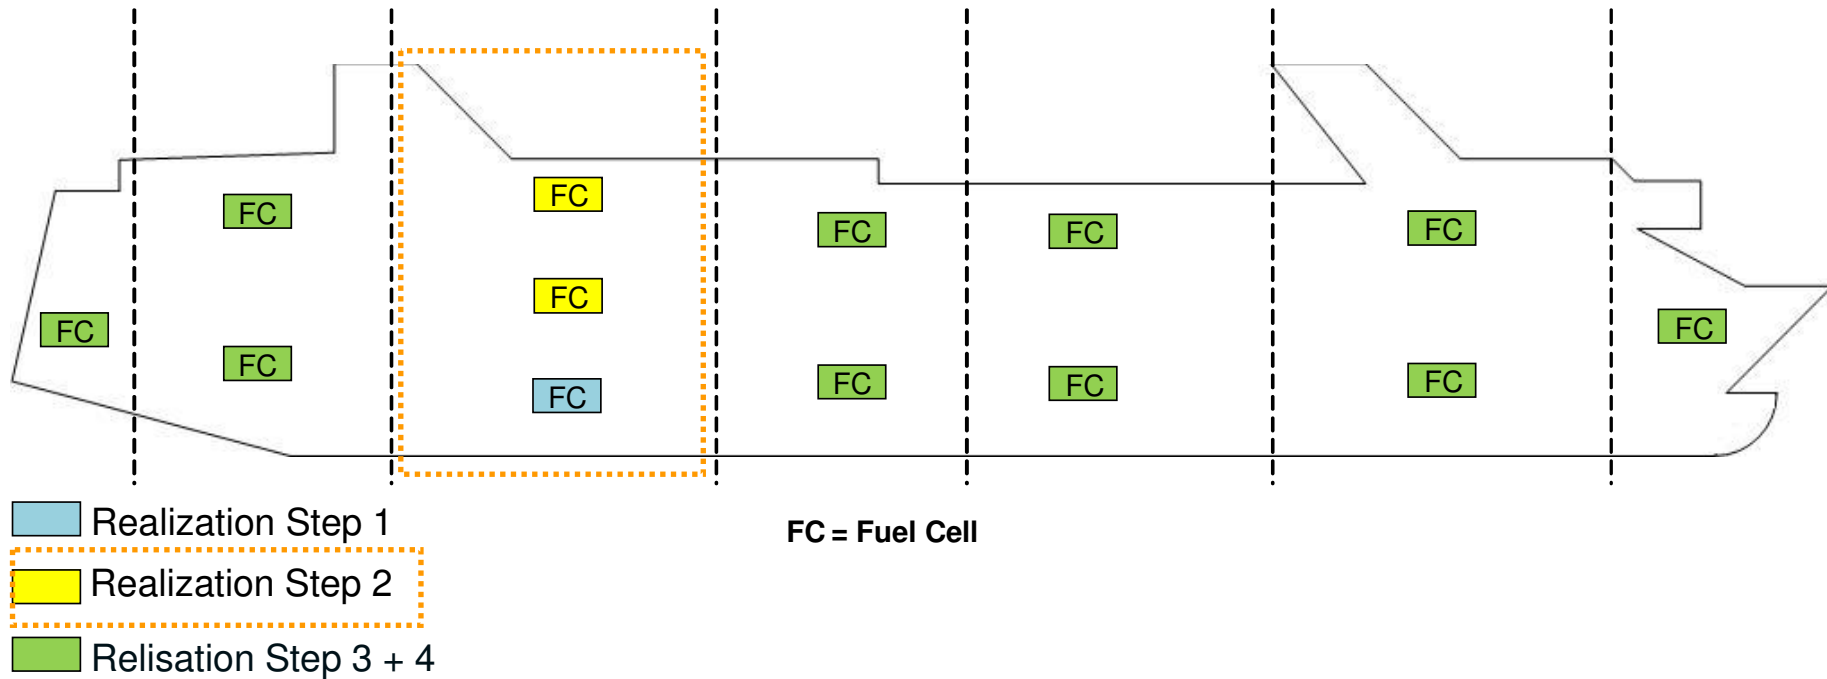 FC
FC
FC
FC
FC
FC
FC
FC
FC
FC
FC
FC
FC
FC
Realization Step 1
FC = Fuel Cell
Realization Step 2
Relisation Step 3 + 4